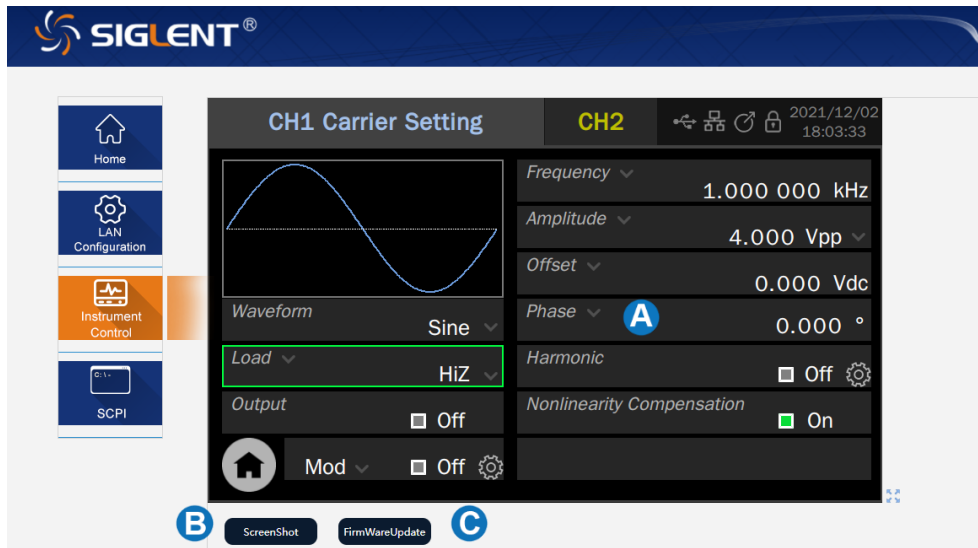 SIGLENT®
Home
LAN
Configuration
Instrument
Control
C:\-
SCPI
CH1 Carrier Setting
CH2
2021/12/02
18:03:33
Frequency
1.000 000 kHz
Amplitude
4.000 Vpp
Offset
0.000 Vdc
Waveform
Sine
Phase
A
0.000 °
Load
HiZ
Harmonic
Off
Output
Off
Nonlinearity Compensation
On
Mod
Off
B
ScreenShot
FirmWareUpdate
C